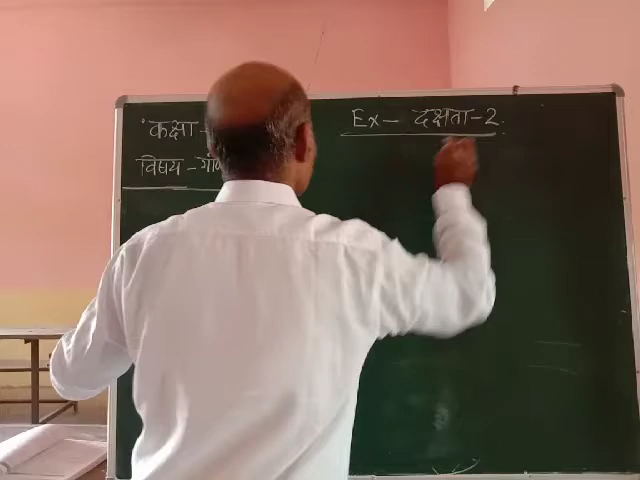 कक्षा -
Ex - दक्षता - 2.
विषय -